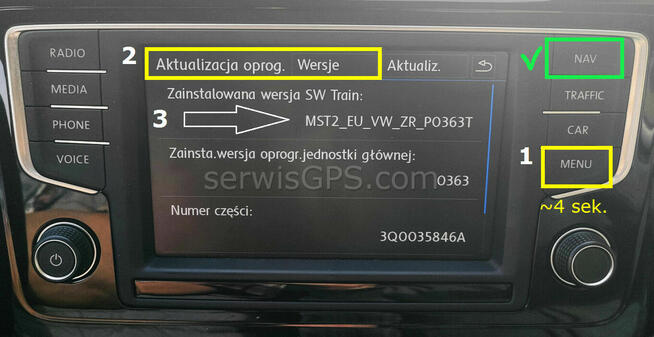 RADIO
MEDIA
PHONE
VOICE
2
Aktualizacja oprog. Wersje Aktualiz.
Zainstalowana wersja SW Train:
3
MST2_EU_VW_ZR_P0363T
Zainsta.wersja oprogr.jednostki głównej:
serwisGPS.com
0363
Numer części:
3Q0035846A
NAV
TRAFFIC
CAR
1
MENU
~4 sek.